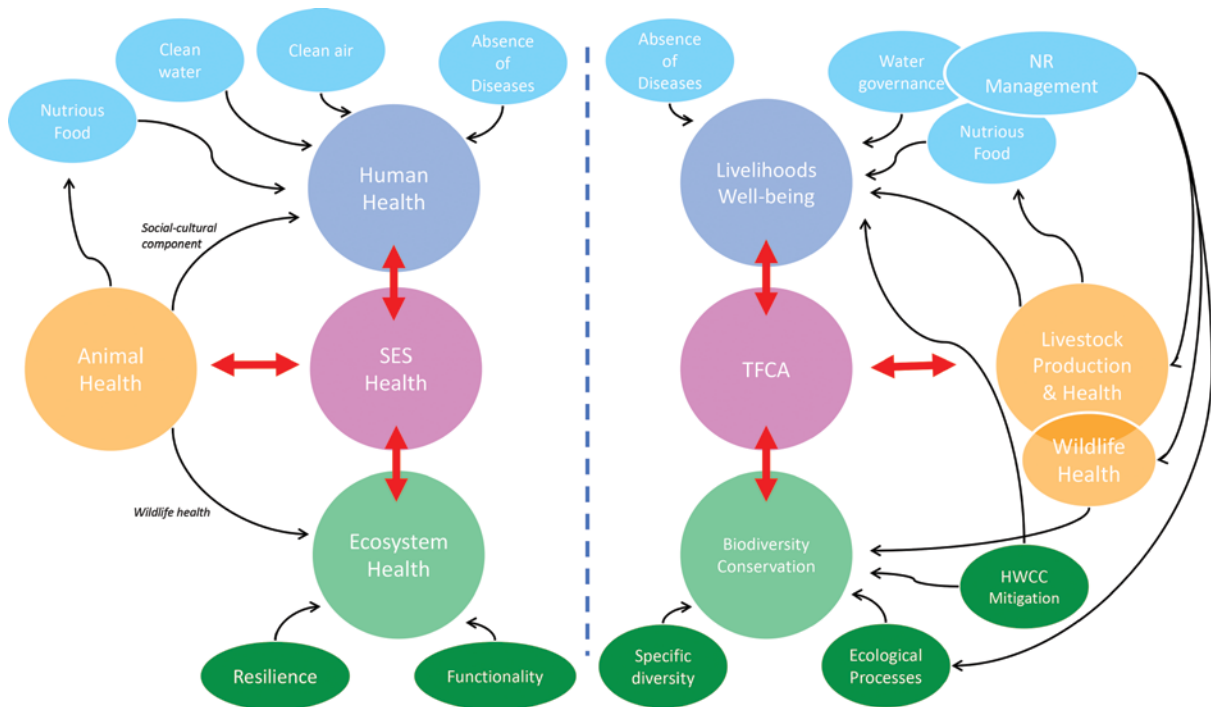 Clean
water
Clean air
Absence
of
Diseases
Nutritious
Food
Human
Health
Social-cultural
component
Animal
Health
SES
Health
Wildlife health
Ecosystem
Health
Resilience
Functionality
Absence
of
Diseases
Water
governance
NR
Management
Nutritious
Food
Livelihoods
Well-being
TFCA
Livestock
Production
& Health
Wildlife
Health
Biodiversity
Conservation
HWCC
Mitigation
Specific
diversity
Ecological
Processes